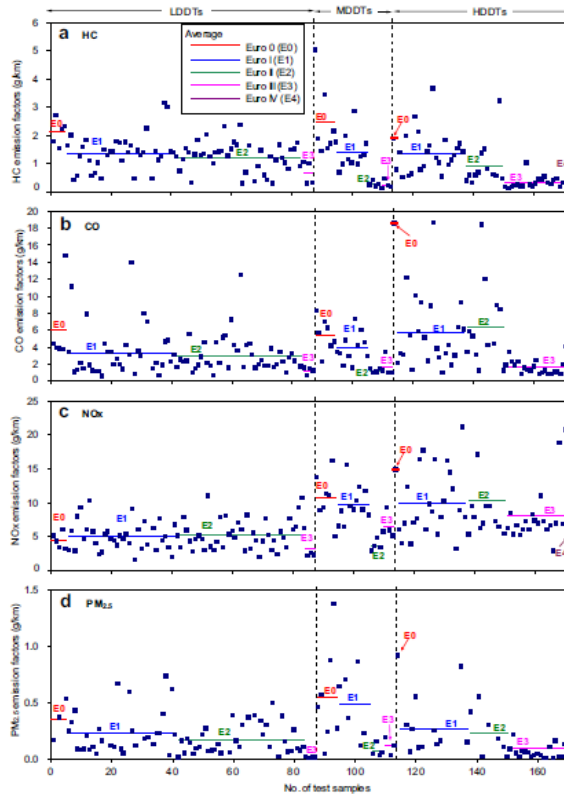 LDDTs MDDTs HDDTs
a HC
Average
Euro 0 (E0)
Euro I (E1)
Euro II (E2)
Euro III (E3)
Euro IV (E4)
HC emission factors (g/km)
6
5
4
3
2
1
0
E0 E1 E2 E3 E0 E1 E2 E3 E0 E1 E2 E3
b CO
CO emission factors (g/km)
20
18
16
14
12
10
8
6
4
2
0
E0 E1 E2 E3 E0 E1 E2 E3 E0 E1 E2 E3
c NOx
NOx emission factors (g/km)
25
20
15
10
5
0
E0 E1 E2 E3 E0 E1 E2 E3 E0 E1 E2 E3 E4
d PM2.5
PM2.5 emission factors (g/km)
1.5
1.0
0.5
0.0
E0 E1 E2 E3 E0 E1 E2 E3 E0 E1 E2 E3
0 20 40 60 80 100 120 140 160
No. of test samples